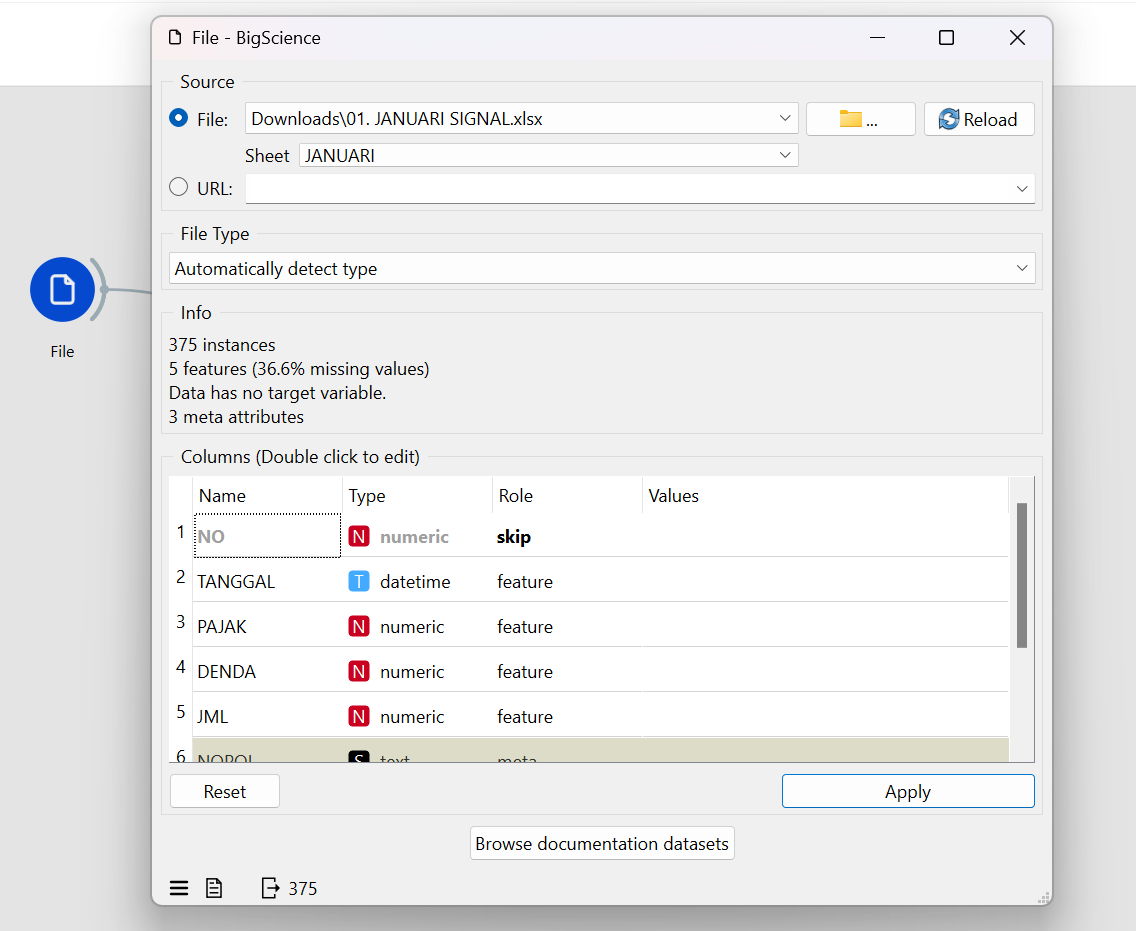 File - BigScience
Source
File: Downloads\01. JANUARI SIGNAL.xlsx ... Reload
Sheet JANUARI
URL:
File Type
Automatically detect type
File
Info
375 instances
5 features (36.6% missing values)
Data has no target variable.
3 meta attributes
Columns (Double click to edit)
Name Type Role Values
1 NO N numeric skip
2 TANGGAL T datetime feature
3 PAJAK N numeric feature
4 DENDA N numeric feature
5 JML N numeric feature
6 NOPOL S text meta
Reset Apply
Browse documentation datasets
375